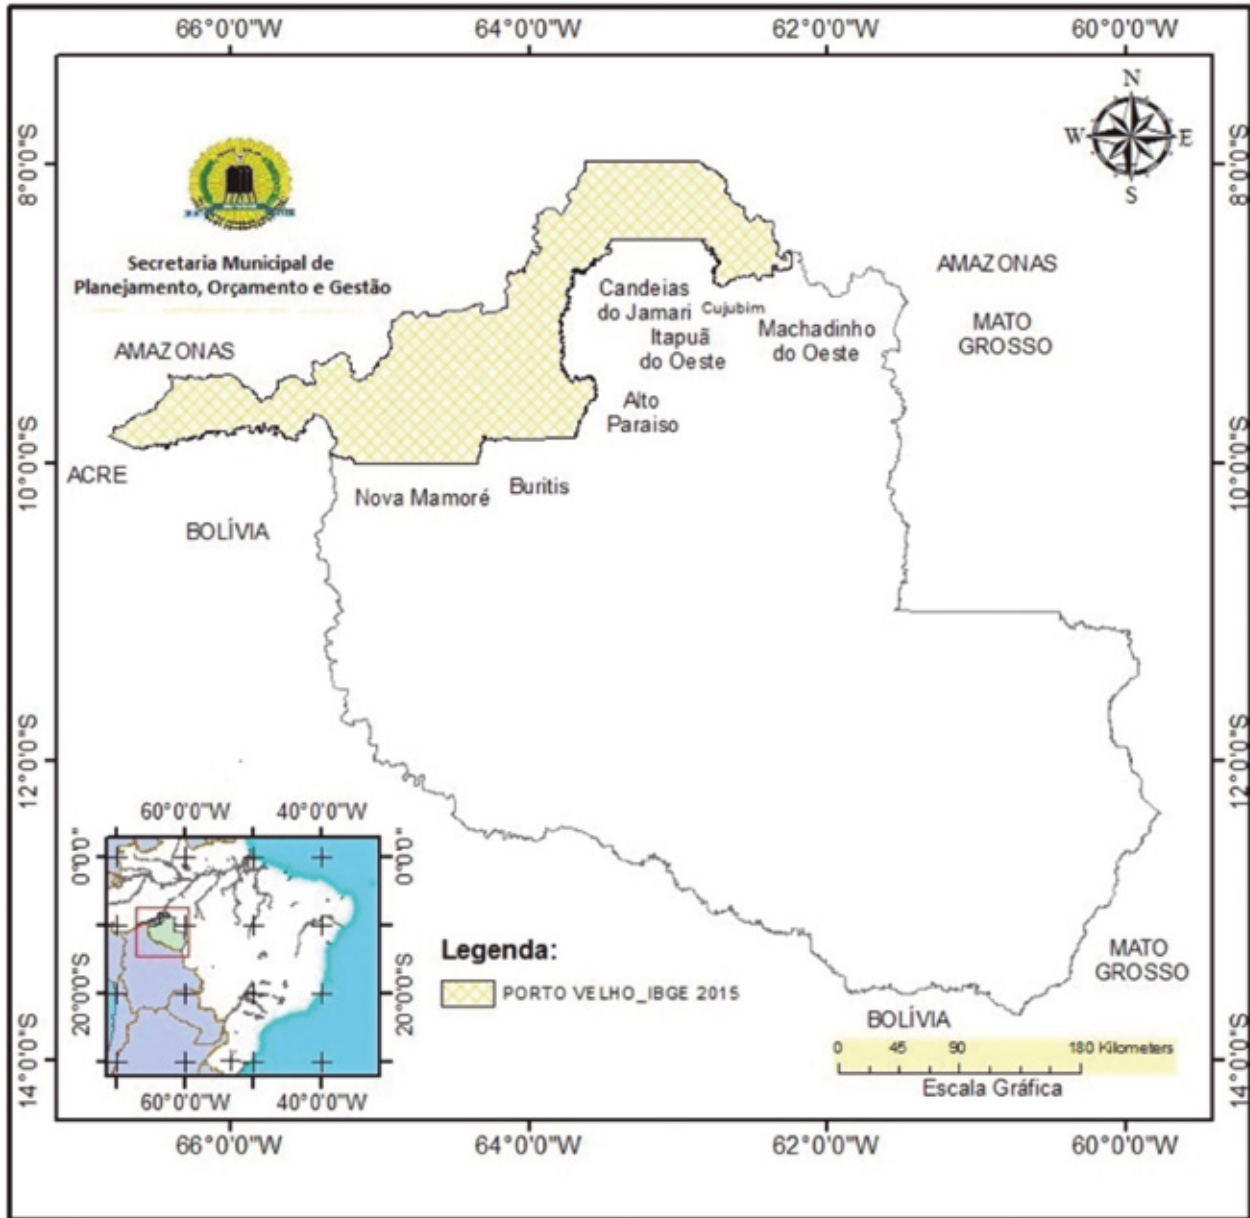 66°0'0"W 64°0'0"W 62°0'0"W 60°0'0"W
N
W E
S
8°0'0"S
8°0'0"S
Secretaria Municipal de
Planejamento, Orçamento e Gestão
AMAZONAS
MATO
GROSSO
Candeias
do Jamari
Cujubim
Itapuã
do Oeste
Machadinho
do Oeste
AMAZONAS
Alto
Paraiso
ACRE
10°0'0"S
10°0'0"S
Nova Mamoré
Buritis
BOLÍVIA
12°0'0"S
12°0'0"S
60°0'0"W 40°0'0"W
0°0'0"
0°0'0"
20°0'0"S
20°0'0"S
60°0'0"W 40°0'0"W
Legenda:
PORTO VELHO_IBGE 2015
MATO
GROSSO
BOLÍVIA
0 45 90 180 Kilometers
Escala Gráfica
14°0'0"S
14°0'0"S
66°0'0"W 64°0'0"W 62°0'0"W 60°0'0"W